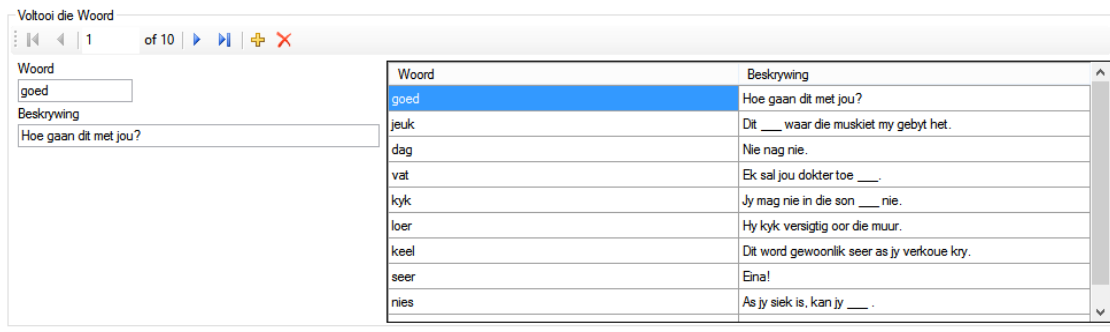 Voltooi die Woord
1 of 10
Woord
goed
Beskrywing
Hoe gaan dit met jou?
Woord Beskrywing
goed Hoe gaan dit met jou?
jeuk Dit ___ waar die muskiet my gebyt het.
dag Nie nag nie.
vat Ek sal jou dokter toe ___.
kyk Jy mag nie in die son ___ nie.
loer Hy kyk versigtig oor die muur.
keel Dit word gewoonlik seer as jy verkoue kry.
seer Eina!
nies As jy siek is, kan jy ___ .